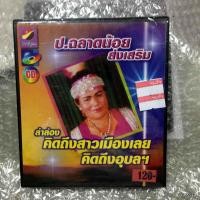 ป.ฉลาดน้อย
ส่งเสริม
CD
ลำล่อง
คิดถึงสาวเมืองเลย
คิดถึงอุบลฯ
120.-